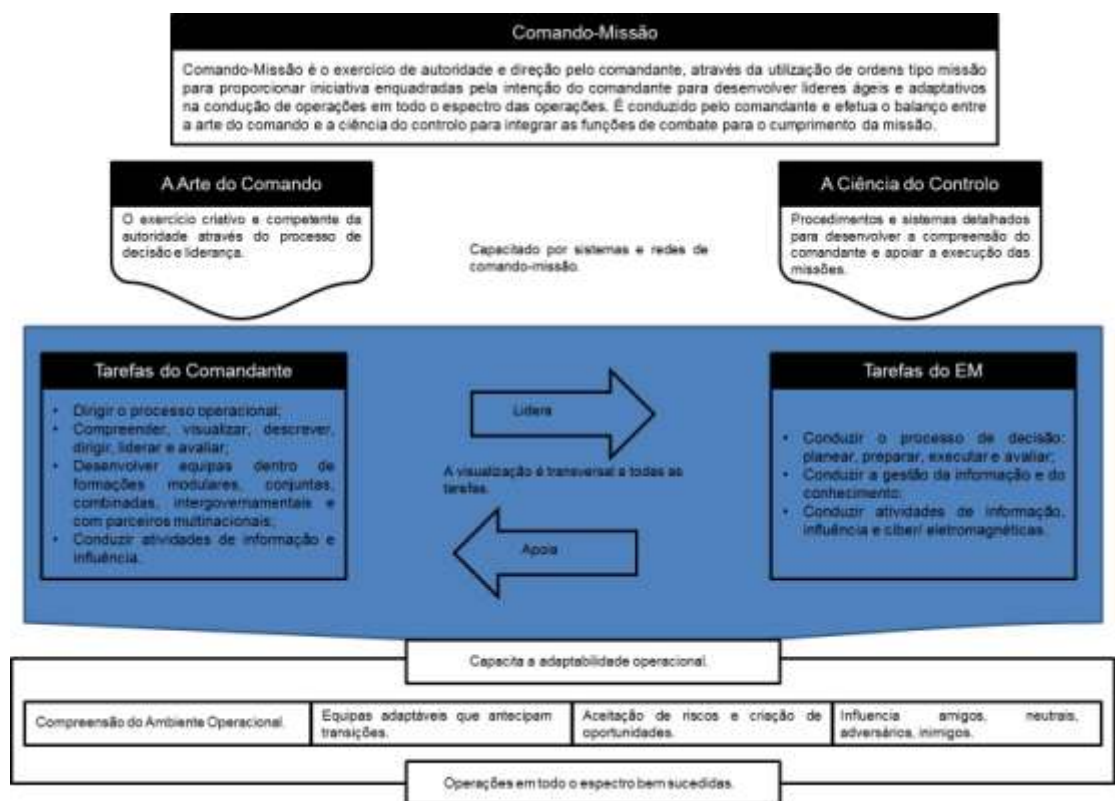 Comando-Missão
Comando-Missão é o exercício de autoridade e direção pelo comandante, através da utilização de ordens tipo missão
para proporcionar iniciativa enquadradas pela intenção do comandante para desenvolver líderes ágeis e adaptativos
na condução de operações em todo o espectro das operações. É conduzido pelo comandante e efetua o balanço entre
a arte do comando e a ciência do controlo para integrar as funções de combate para o cumprimento da missão.
A Arte do Comando
O exercício criativo e competente da
autoridade através do processo de
decisão e liderança.
Capacitado por sistemas e redes de
comando-missão.
A Ciência do Controlo
Procedimentos e sistemas detalhados
para desenvolver a compreensão do
comandante e apoiar a execução das
missões.
Tarefas do Comandante
• Dirigir o processo operacional;
• Compreender, visualizar, descrever,
dirigir, liderar e avaliar;
• Desenvolver equipas dentro de
formações modulares, conjuntas,
combinadas, intergovernamentais e
com parceiros multinacionais;
• Conduzir atividades de informação e
influência.
Lidera
A visualização é transversal a todas as
tarefas.
Apoia
Tarefas do EM
• Conduzir o processo de decisão:
planear, preparar, executar e avaliar;
• Conduzir a gestão da informação e do
conhecimento;
• Conduzir atividades de informação,
influência e ciber/ eletromagnéticas.
Capacita a adaptabilidade operacional.
Compreensão do Ambiente Operacional.
Equipas adaptáveis que antecipam
transições.
Aceitação de riscos e criação de
oportunidades.
Influencia amigos, neutrais,
adversários, inimigos.
Operações em todo o espectro bem sucedidas.